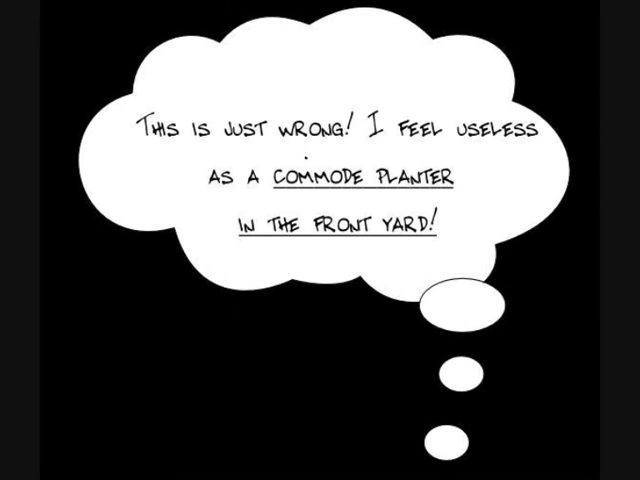 This is just wrong! I feel useless
as a commode planter
in the front yard!